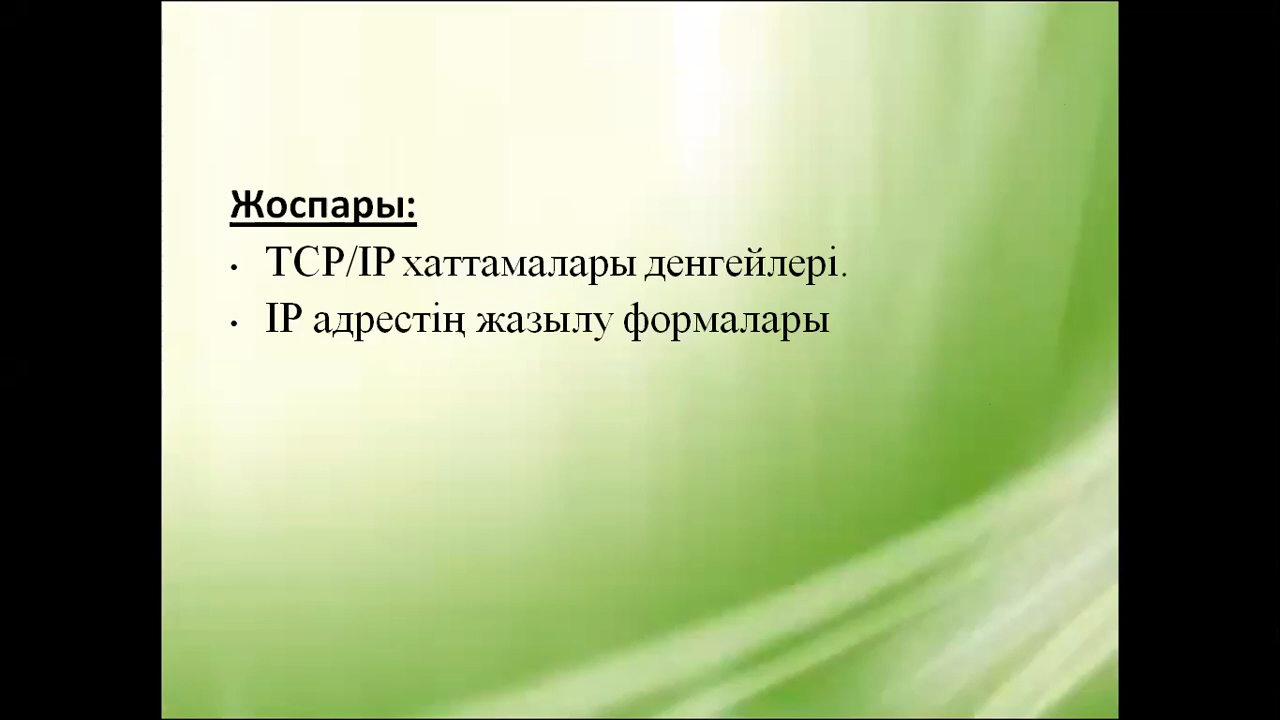 Жоспары:
• TCP/IP хаттамалары денгейлері.
• IP адрестің жазылу формалары